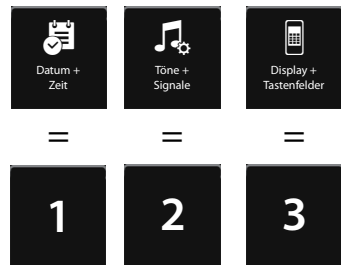 Datum +
Zeit
Töne +
Signale
Display +
Tastenfelder
= = =
1 2 3